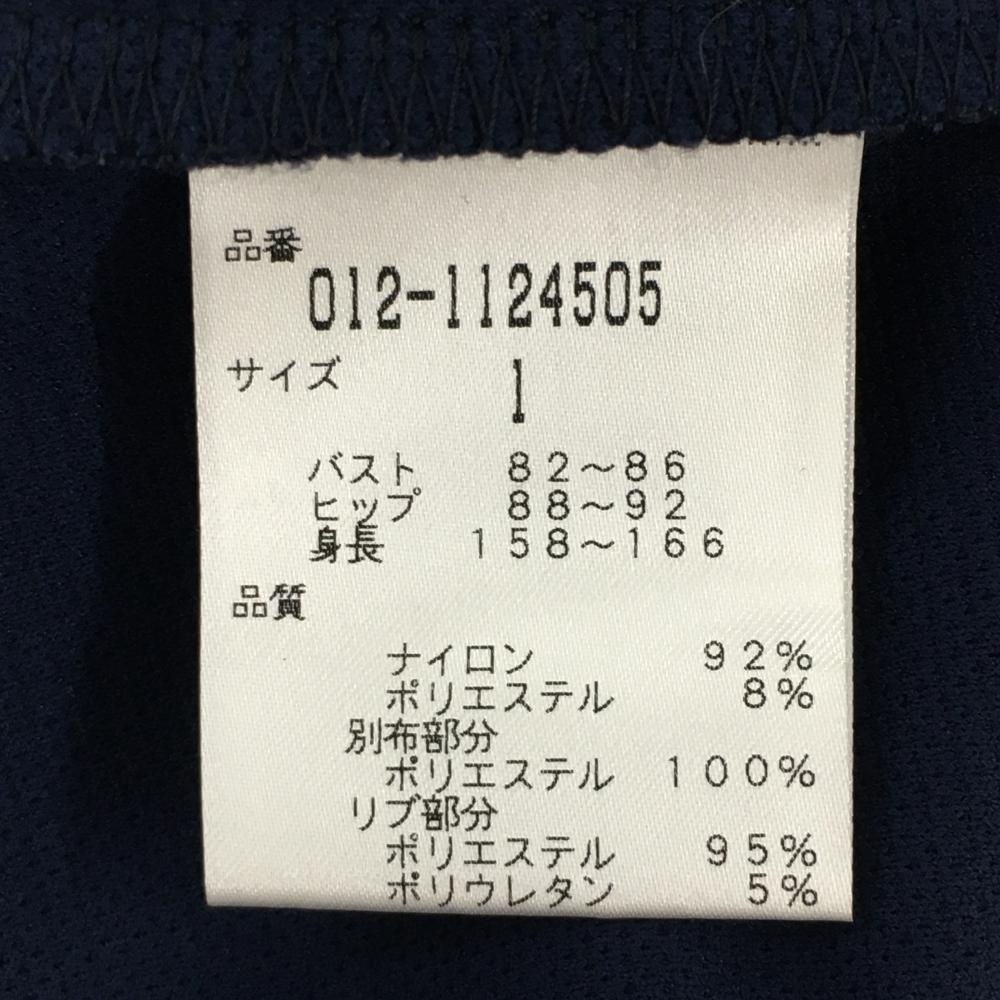 品番
012-1124505
サイズ 1
バスト 82～86
ヒップ 88～92
身長 158～166
品質
ナイロン 92%
ポリエステル 8%
別布部分
ポリエステル 100%
リブ部分
ポリエステル 95%
ポリウレタン 5%